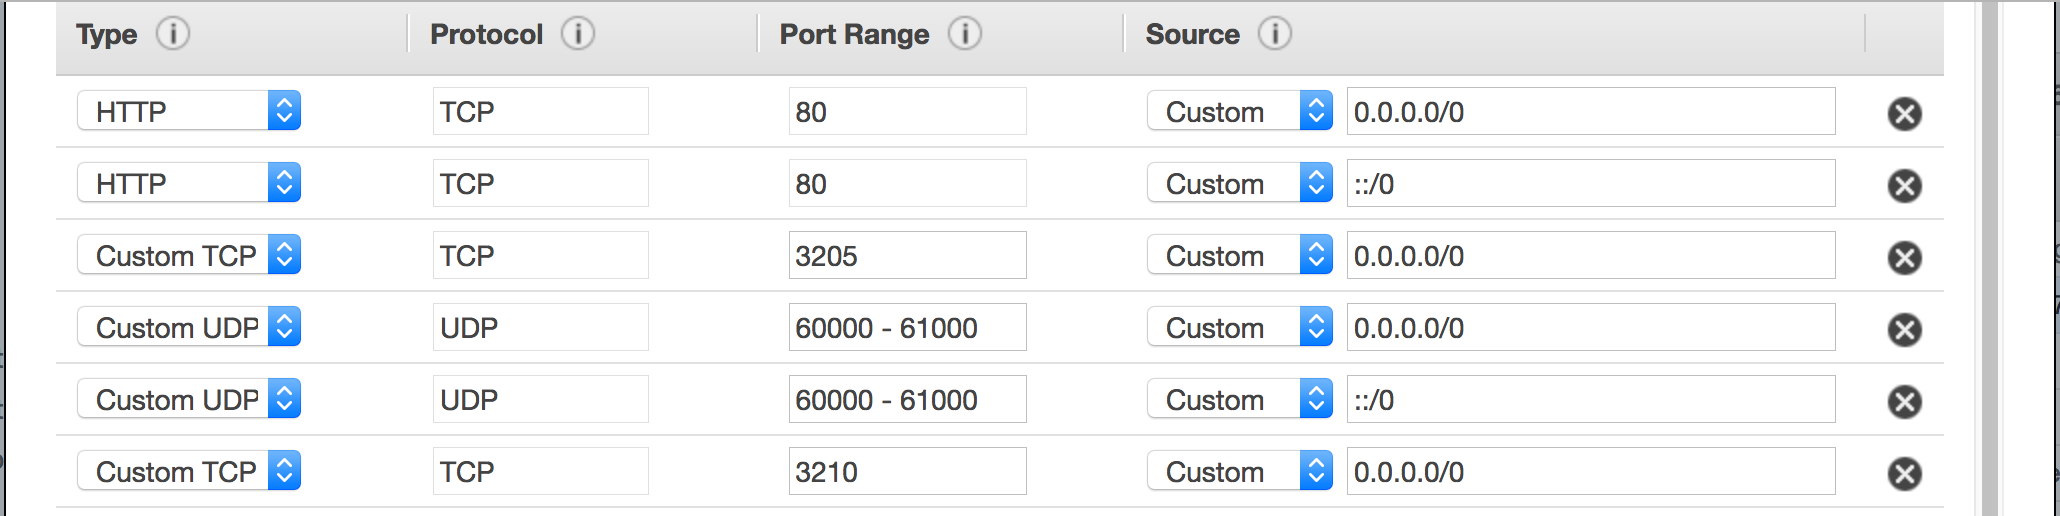 Type Protocol Port Range Source
HTTP TCP 80 Custom 0.0.0.0/0
HTTP TCP 80 Custom ::/0
Custom TCP TCP 3205 Custom 0.0.0.0/0
Custom UDP UDP 60000 - 61000 Custom 0.0.0.0/0
Custom UDP UDP 60000 - 61000 Custom ::/0
Custom TCP TCP 3210 Custom 0.0.0.0/0